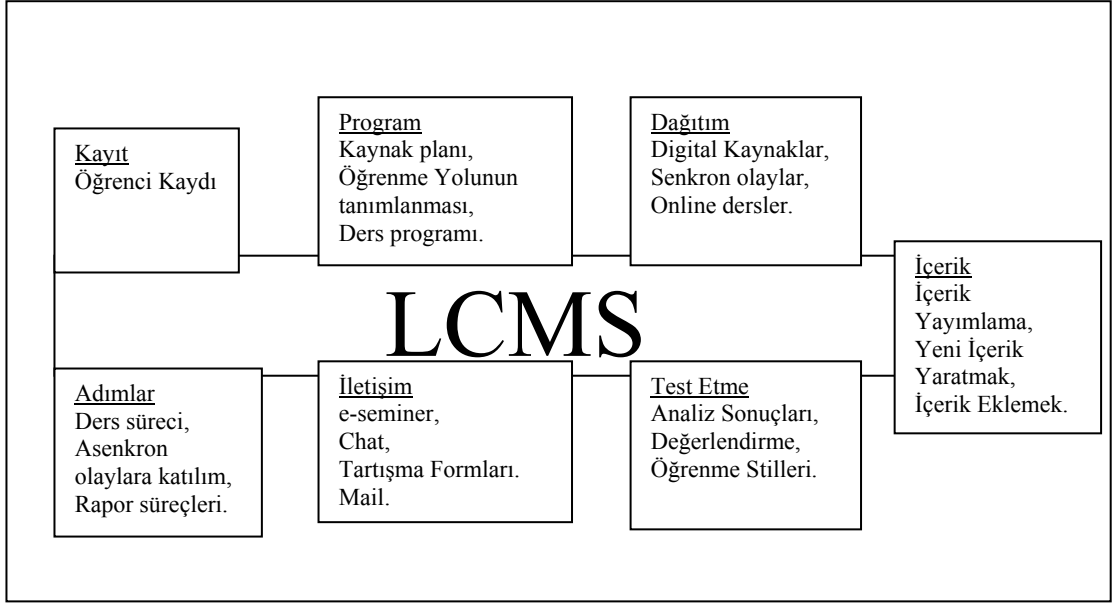 Kayıt
Öğrenci Kaydı
Program
Kaynak planı,
Öğrenme Yolunun
tanımlanması,
Ders programı.
Dağıtım
Digital Kaynaklar,
Senkron olaylar,
Online dersler.
İçerik
İçerik
Yayımlama,
Yeni İçerik
Yaratmak,
İçerik Eklemek.
LCMS
Adımlar
Ders süreci,
Asenkron
olaylara katılım,
Rapor süreçleri.
İletişim
e-seminer,
Chat,
Tartışma Formları.
Mail.
Test Etme
Analiz Sonuçları,
Değerlendirme,
Öğrenme Stilleri.